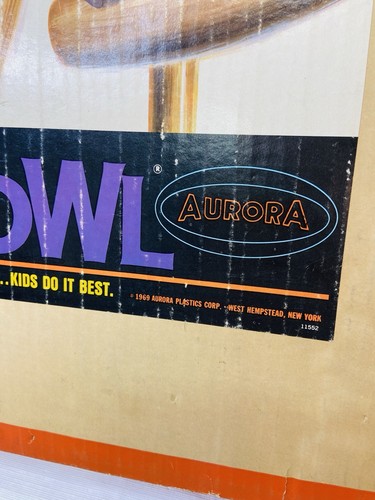 OWL®
AURORA
..KIDS DO IT BEST.
© 1969 AURORA PLASTICS CORP. - WEST HEMPSTEAD, NEW YORK
11552